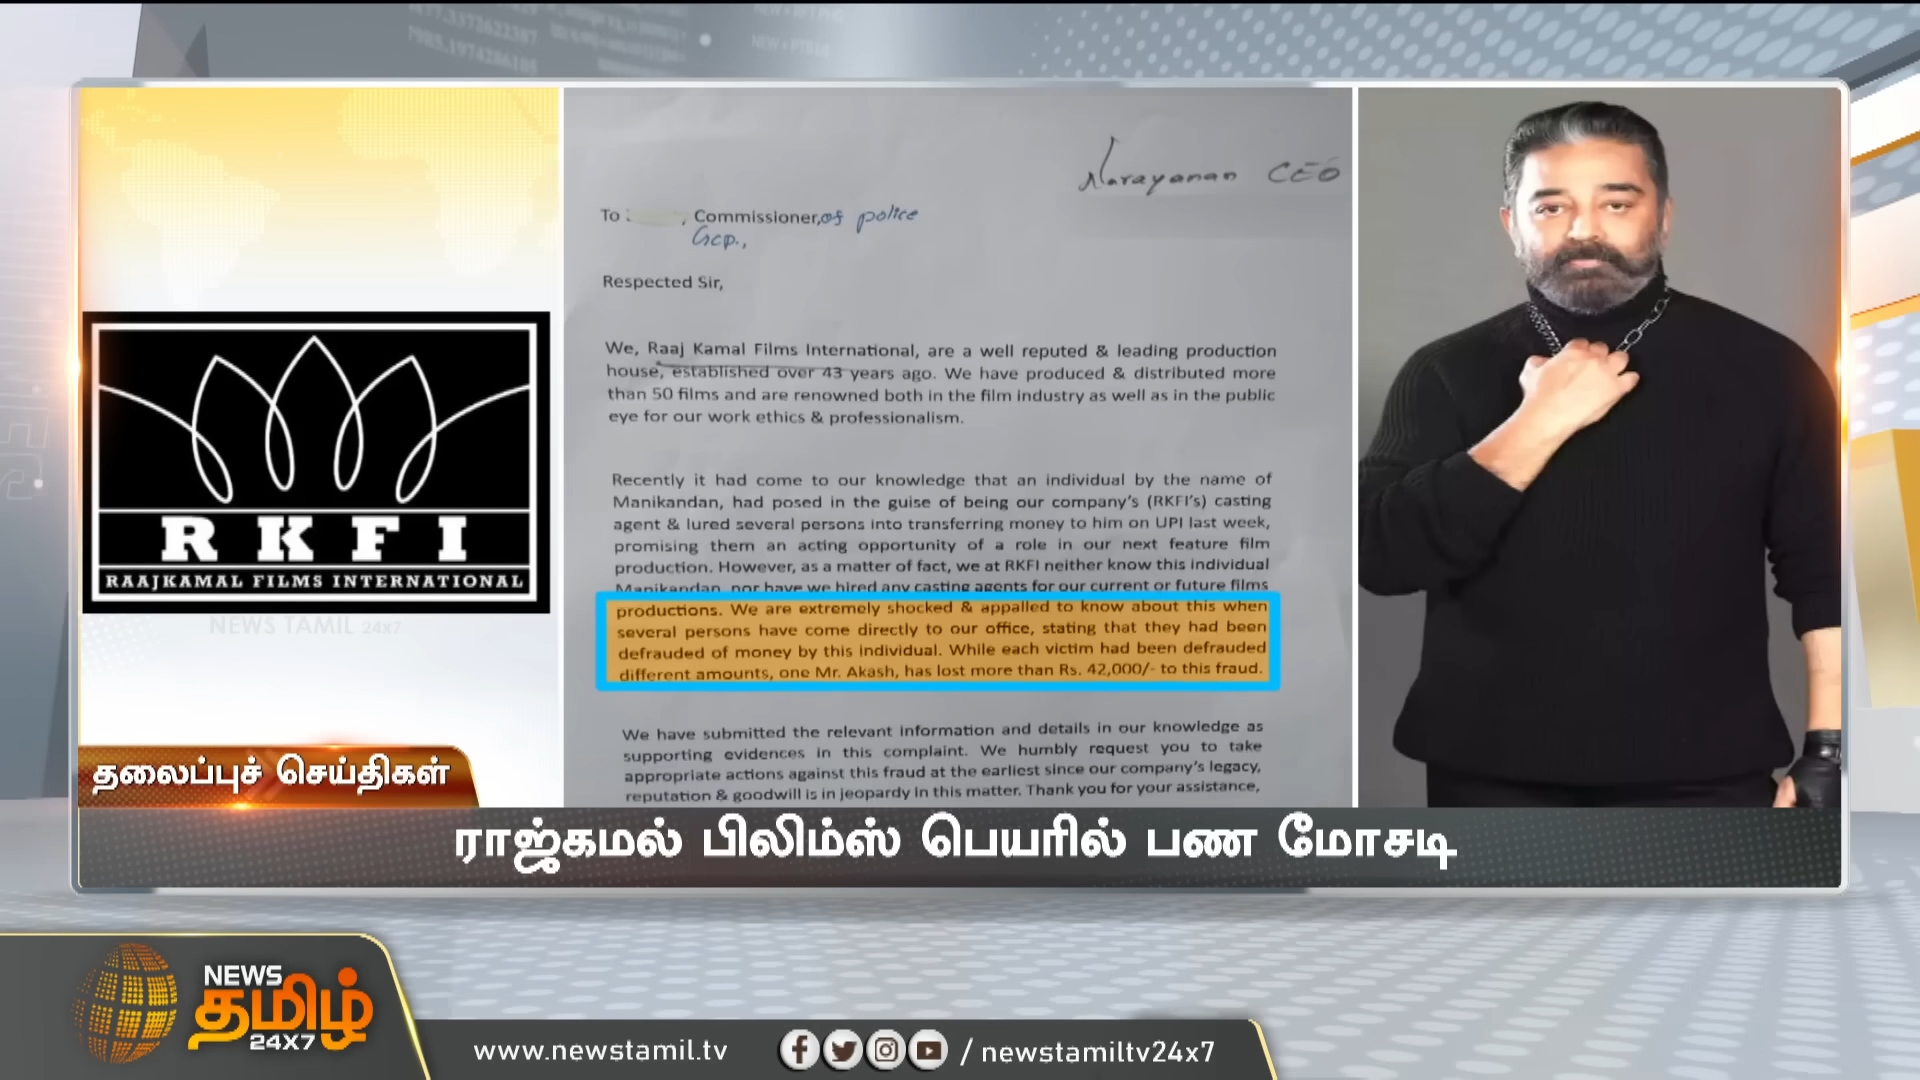 Narayanan CEO
To , Commissioner, of police
Gcp.,
Respected Sir,
We, Raaj Kamal Films International, are a well reputed & leading production
house, established over 43 years ago. We have produced & distributed more
than 50 films and are renowned both in the film industry as well as in the public
eye for our work ethics & professionalism.
Recently it had come to our knowledge that an individual by the name of
Manikandan, had posed in the guise of being our company's (RKFI's) casting
agent & lured several persons into transferring money to him on UPI last week,
promising them an acting opportunity of a role in our next feature film
production. However, as a matter of fact, we at RKFI neither know this individual
Manikandan, nor have we hired any casting agents for our current or future films
productions. We are extremely shocked & appalled to know about this when
several persons have come directly to our office, stating that they had been
defrauded of money by this individual. While each victim had been defrauded
different amounts, one Mr. Akash, has lost more than Rs. 42,000/- to this fraud.
We have submitted the relevant information and details in our knowledge as
supporting evidences in this complaint. We humbly request you to take
appropriate actions against this fraud at the earliest since our company's legacy,
reputation & goodwill is in jeopardy in this matter. Thank you for your assistance,
RKFI
RAAJKAMAL FILMS INTERNATIONAL
NEWS TAMIL 24x7
தலைப்புச் செய்திகள்
ராஜ்கமல் பிலிம்ஸ் பெயரில் பண மோசடி
NEWS
தமிழ்
24X7
www.newstamil.tv
/ newstamiltv24x7